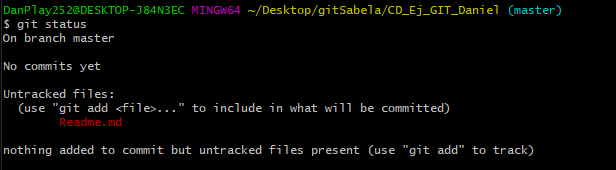 DanPlay252@DESKTOP-J84N3EC MINGW64 ~/Desktop/gitSabela/CD_Ej_GIT_Daniel (master)
$ git status
On branch master
No commits yet
Untracked files:
(use "git add <file>..." to include in what will be committed)
Readme.md
nothing added to commit but untracked files present (use "git add" to track)